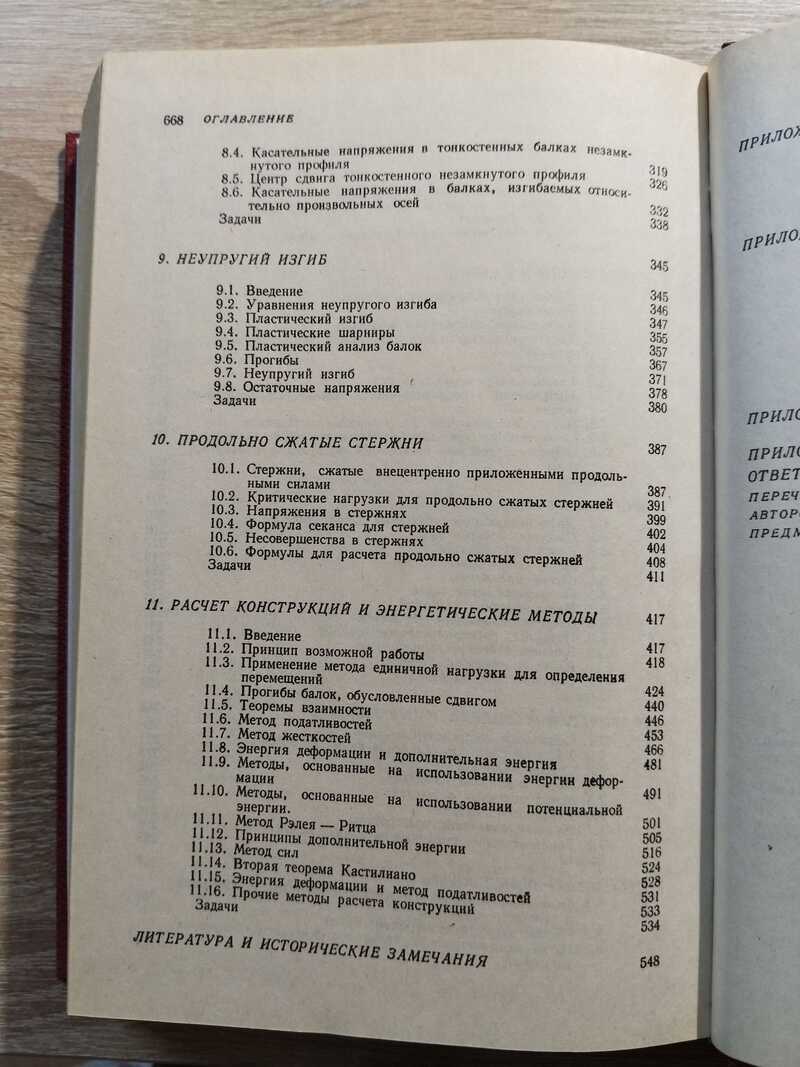 668 ОГЛАВЛЕНИЕ
8.4. Касательные напряжения в тонкостенных балках незамк-
нутого профиля 319
8.5. Центр сдвига тонкостенного незамкнутого профиля 326
8.6. Касательные напряжения в балках, изгибаемых относи-
тельно произвольных осей 332
Задачи 338
9. НЕУПРУГИЙ ИЗГИБ 345
9.1. Введение 345
9.2. Уравнения неупругого изгиба 346
9.3. Пластический изгиб 347
9.4. Пластические шарниры 355
9.5. Пластический анализ балок 357
9.6. Прогибы 367
9.7. Неупругий изгиб 371
9.8. Остаточные напряжения 378
Задачи 380
10. ПРОДОЛЬНО СЖАТЫЕ СТЕРЖНИ 387
10.1. Стержни, сжатые внецентренно приложенными продоль-
ными силами 387
10.2. Критические нагрузки для продольно сжатых стержней 391
10.3. Напряжения в стержнях 399
10.4. Формула секанса для стержней 402
10.5. Несовершенства в стержнях 404
10.6. Формулы для расчета продольно сжатых стержней 408
Задачи 411
11. РАСЧЕТ КОНСТРУКЦИЙ И ЭНЕРГЕТИЧЕСКИЕ МЕТОДЫ 417
11.1. Введение 417
11.2. Принцип возможной работы 418
11.3. Применение метода единичной нагрузки для определения
перемещений 424
11.4. Прогибы балок, обусловленные сдвигом 440
11.5. Теоремы взаимности 446
11.6. Метод податливостей 453
11.7. Метод жесткостей 466
11.8. Энергия деформации и дополнительная энергия 481
11.9. Методы, основанные на использовании энергии дефор-
мации 491
11.10. Методы, основанные на использовании потенциальной
энергии. 501
11.11. Метод Рэлея — Ритца 505
11.12. Принципы дополнительной энергии 516
11.13. Метод сил 524
11.14. Вторая теорема Кастилиано 528
11.15. Энергия деформации и метод податливостей 531
11.16. Прочие методы расчета конструкций 533
Задачи 534
ЛИТЕРАТУРА И ИСТОРИЧЕСКИЕ ЗАМЕЧАНИЯ 548
ПРИЛОЖ
ПРИЛО
ПРИЛО
ПРИЛО
ОТВЕТ
ПЕРЕЧ
АВТОР
ПРЕДМ